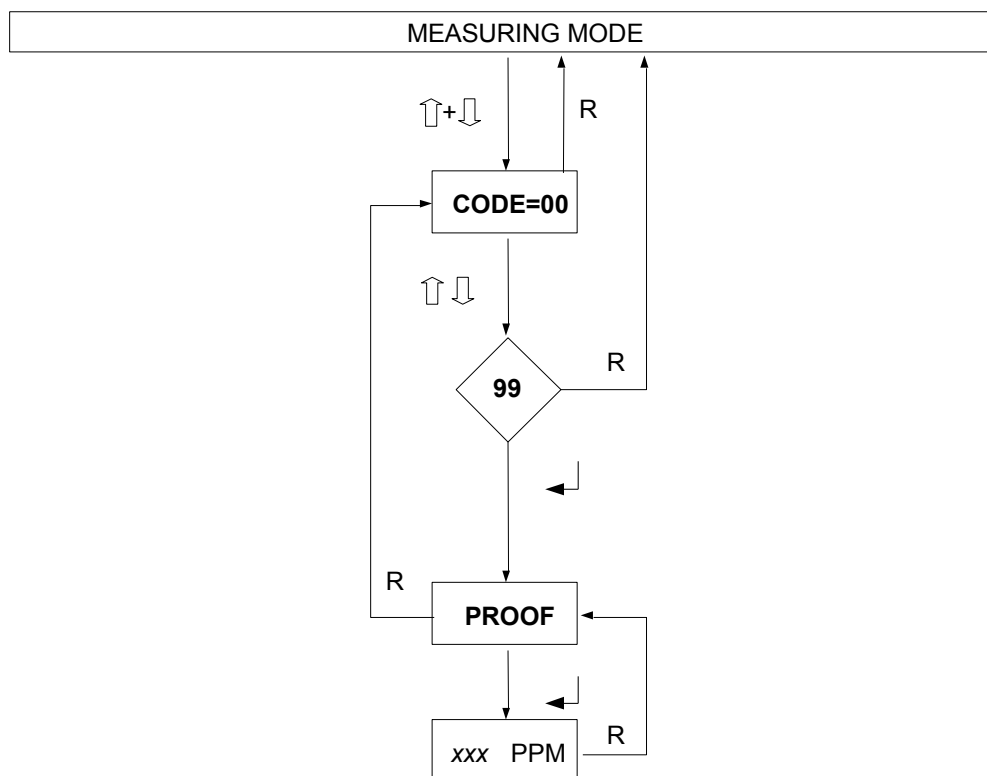 MEASURING MODE
⇧+⇩
R
CODE=00
⇧ ⇩
R
99
R
PROOF
R
xxx PPM